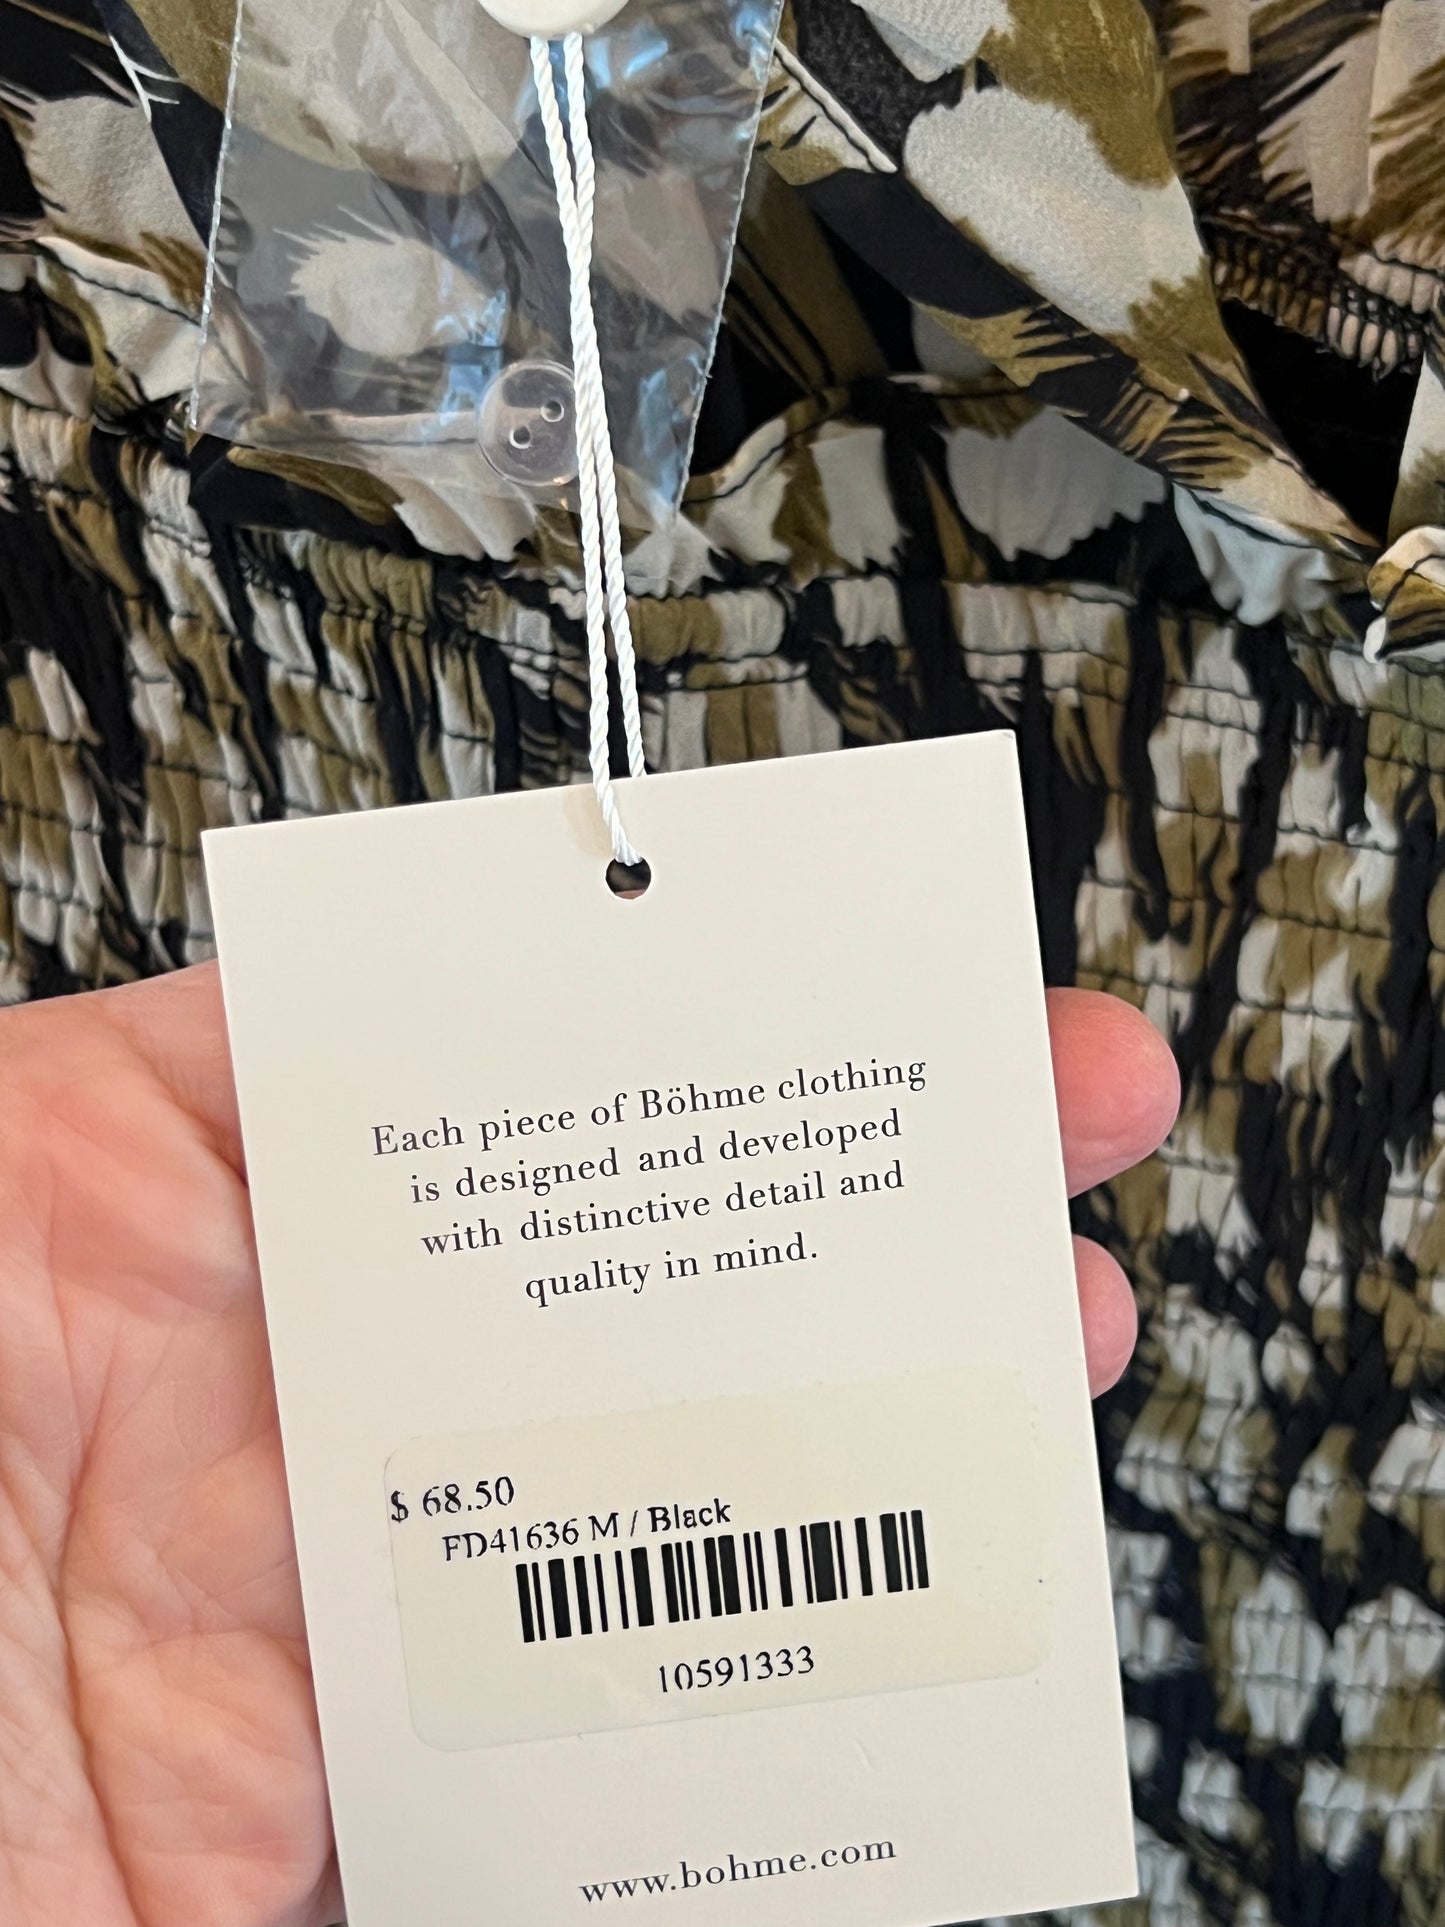 Each piece of Böhme clothing
is designed and developed
with distinctive detail and
quality in mind.
$ 68.50
FD41636 M / Black
10591333
www.bohme.com